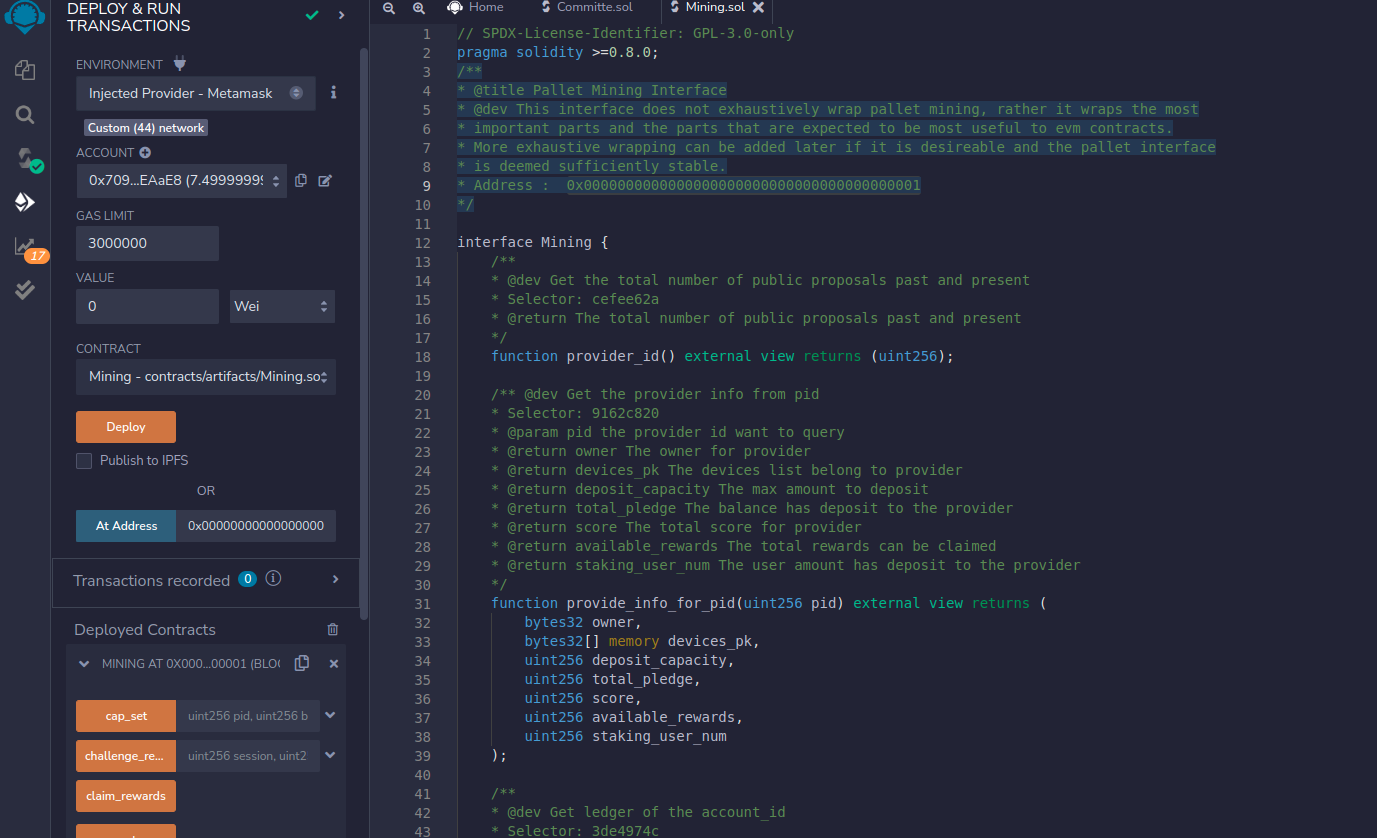 DEPLOY & RUN
TRANSACTIONS
ENVIRONMENT
Injected Provider - Metamask
Custom (44) network
ACCOUNT
0x709...EAaE8 (7.49999999
GAS LIMIT
3000000
VALUE
0
Wei
CONTRACT
Mining - contracts/artifacts/Mining.so
Deploy
Publish to IPFS
OR
At Address
0x00000000000000000
Transactions recorded 0
Deployed Contracts
MINING AT 0X000...00001 (BLOC
cap_set
uint256 pid, uint256 b
challenge_re...
uint256 session, uint2
claim_rewards
17
Home
Committe.sol
Mining.sol
1 // SPDX-License-Identifier: GPL-3.0-only
2 pragma solidity >=0.8.0;
3 /**
4 * @title Pallet Mining Interface
5 * @dev This interface does not exhaustively wrap pallet mining, rather it wraps the most
6 * important parts and the parts that are expected to be most useful to evm contracts.
7 * More exhaustive wrapping can be added later if it is desireable and the pallet interface
8 * is deemed sufficiently stable.
9 * Address :  0x0000000000000000000000000000000000000001
10 */
11
12 interface Mining {
13 /**
14 * @dev Get the total number of public proposals past and present
15 * Selector: cefee62a
16 * @return The total number of public proposals past and present
17 */
18 function provider_id() external view returns (uint256);
19
20 /** @dev Get the provider info from pid
21 * Selector: 9162c820
22 * @param pid the provider id want to query
23 * @return owner The owner for provider
24 * @return devices_pk The devices list belong to provider
25 * @return deposit_capacity The max amount to deposit
26 * @return total_pledge The balance has deposit to the provider
27 * @return score The total score for provider
28 * @return available_rewards The total rewards can be claimed
29 * @return staking_user_num The user amount has deposit to the provider
30 */
31 function provide_info_for_pid(uint256 pid) external view returns (
32 bytes32 owner,
33 bytes32[] memory devices_pk,
34 uint256 deposit_capacity,
35 uint256 total_pledge,
36 uint256 score,
37 uint256 available_rewards,
38 uint256 staking_user_num
39 );
40
41 /**
42 * @dev Get ledger of the account_id
43 * Selector: 3de4974c